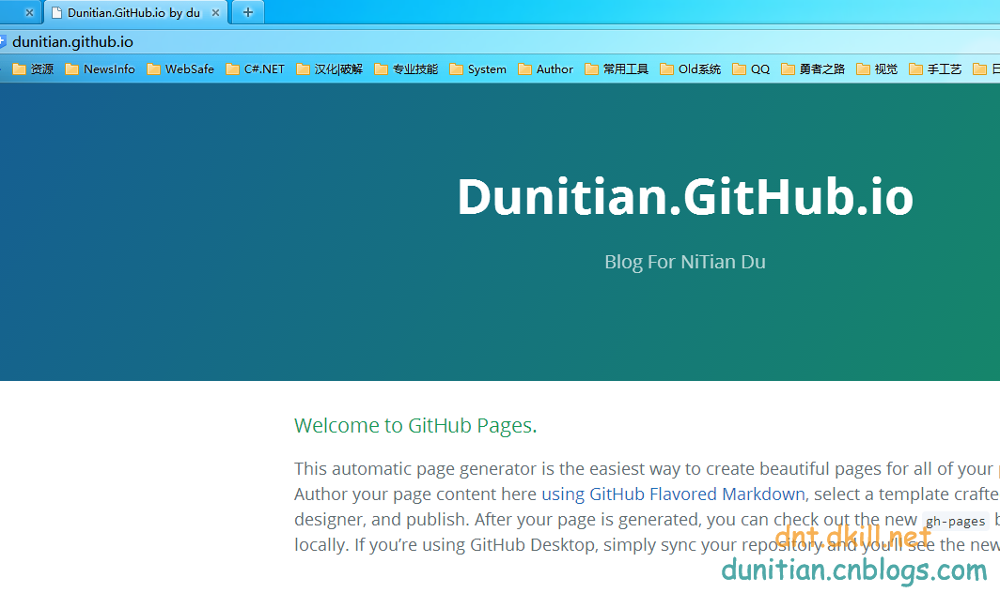 Dunitian.GitHub.io by du
dunitian.github.io
资源 NewsInfo WebSafe C#.NET 汉化|破解 专业技能 System Author 常用工具 Old系统 QQ 勇者之路 视觉 手工艺
Dunitian.GitHub.io
Blog For NiTian Du
Welcome to GitHub Pages.
This automatic page generator is the easiest way to create beautiful pages for all of your
Author your page content here using GitHub Flavored Markdown, select a template crafte
designer, and publish. After your page is generated, you can check out the new gh-pages b
locally. If you’re using GitHub Desktop, simply sync your repository and you’ll see the new
dnt.dkill.net
dunitian.cnblogs.com